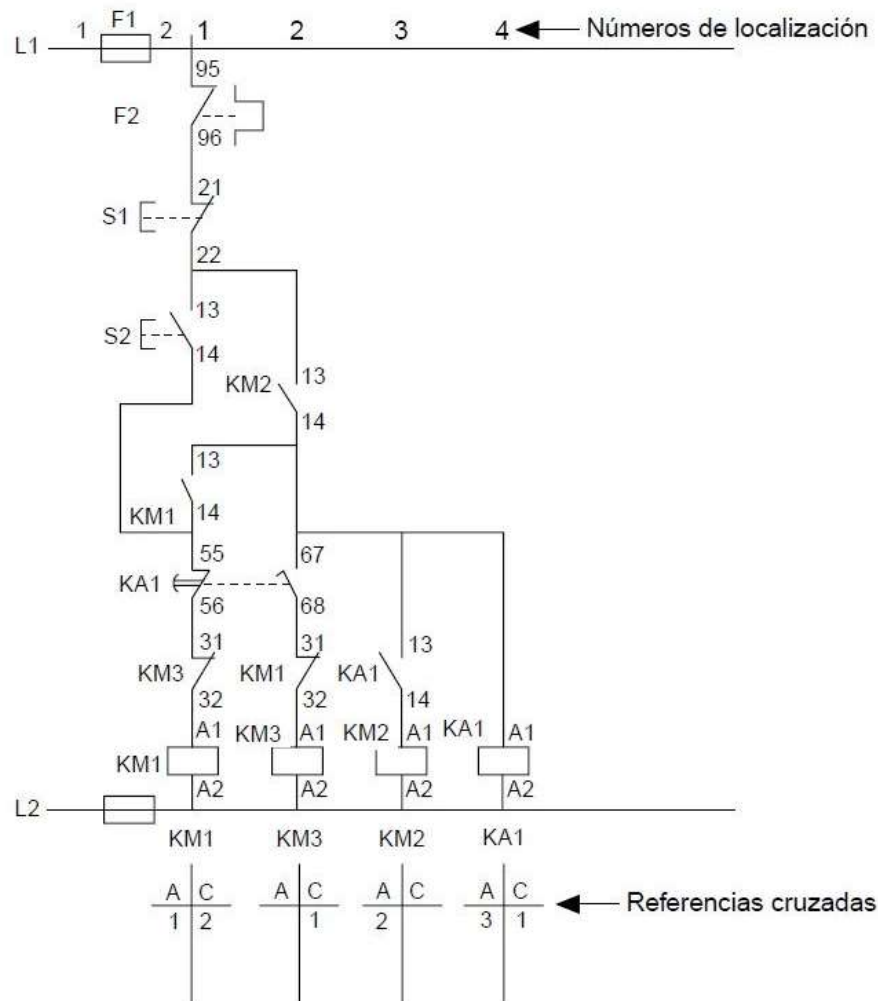 F1
L1 1 2 1 2 3 4 Números de localización
95
F2
96
21
S1
22
13
S2
14
13
KM2
14
13
14
KM1
55 67
KA1
56 68
31 31 13
KM3 KM1 KA1
32 32 14
A1 KM3 A1 KM2 A1 KA1 A1
KM1
A2 A2 A2 A2
L2
KM1 KM3 KM2 KA1
A C A C A C A C Referencias cruzadas
1 2 1 2 3 1